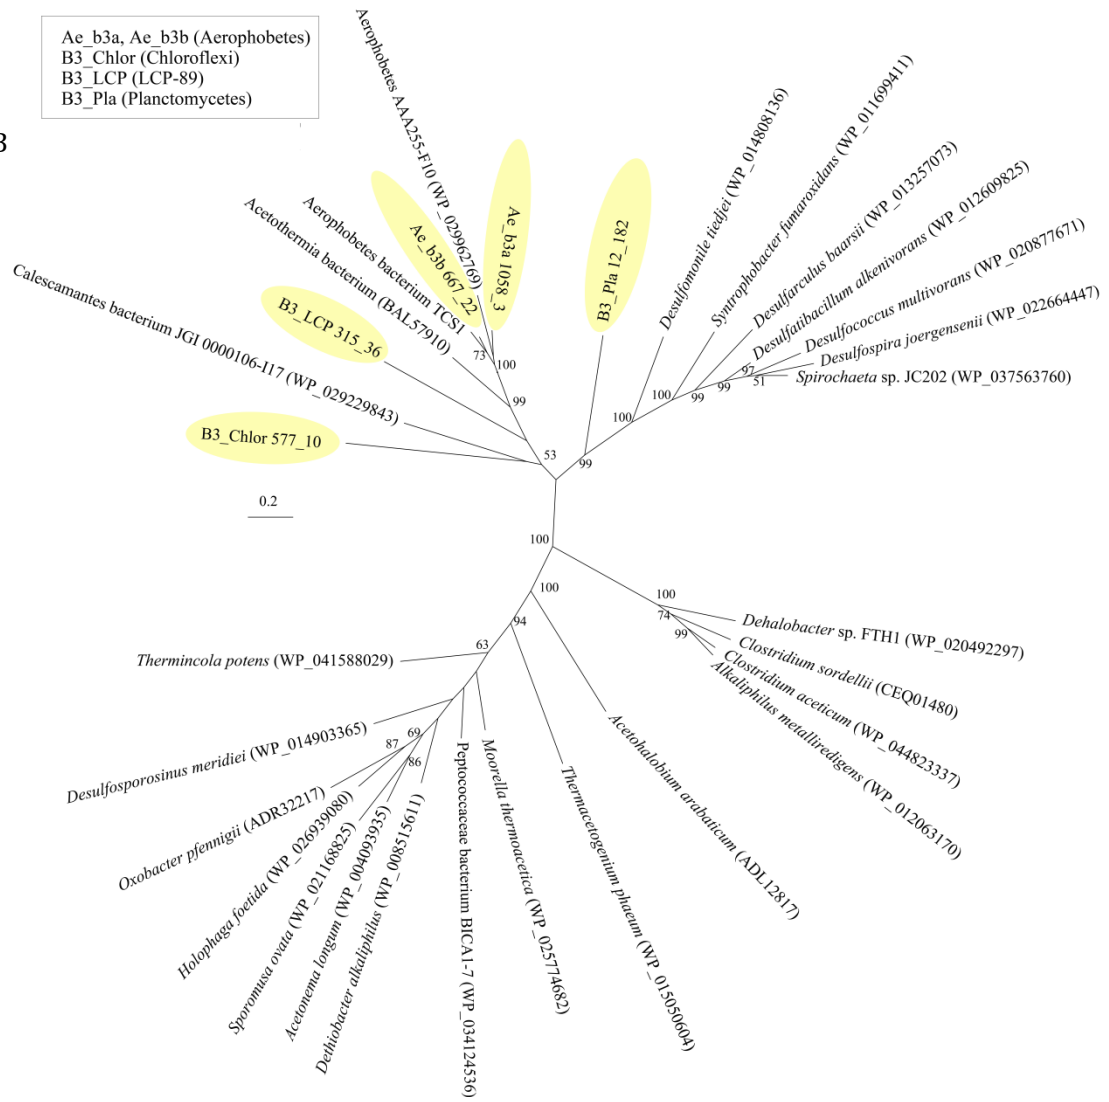 Ae_b3a, Ae_b3b (Aerophobetes)
B3_Chlor (Chloroflexi)
B3_LCP (LCP-89)
B3_Pla (Planctomycetes)
B
Aerophobetes AAA255-F10 (WP_029962769)
Ae_b3a 1058_3
Ae_b3b 667_22
Aerophobetes bacterium TCS1
Acetothermia bacterium (BAL57910)
B3_LCP 315_36
Calescamantes bacterium JGI 0000106-I17 (WP_029229843)
B3_Chlor 577_10
B3_Pla 12_182
Desulfomonile tiedjei (WP_014808136)
Syntrophobacter fumaroxidans (WP_011699411)
Desulfarculus baarsii (WP_013257073)
Desulfatibacillum alkenivorans (WP_012609825)
Desulfococcus multivorans (WP_020877671)
Desulfospira joergensenii (WP_022664447)
Spirochaeta sp. JC202 (WP_037563760)
73
100
99
53
99
100
100
99
99
97
51
0.2
100
100
94
63
69
87
86
100
74
99
Dehalobacter sp. FTH1 (WP_020492297)
Clostridium sordellii (CEQ01480)
Clostridium aceticum (WP_044823337)
Alkaliphilus metalliredigens (WP_012063170)
Acetohalobium arabaticum (ADL12817)
Thermacetogenium phaeum (WP_015050604)
Moorella thermoacetica (WP_025774682)
Peptococcaceae bacterium BICA1-7 (WP_034124536)
Dethiobacter alkaliphilus (WP_008515611)
Acetonema longum (WP_004093935)
Sporomusa ovata (WP_021168825)
Holophaga foetida (WP_026939080)
Oxobacter pfennigii (ADR32217)
Desulfosporosinus meridiei (WP_014903365)
Thermincola potens (WP_041588029)